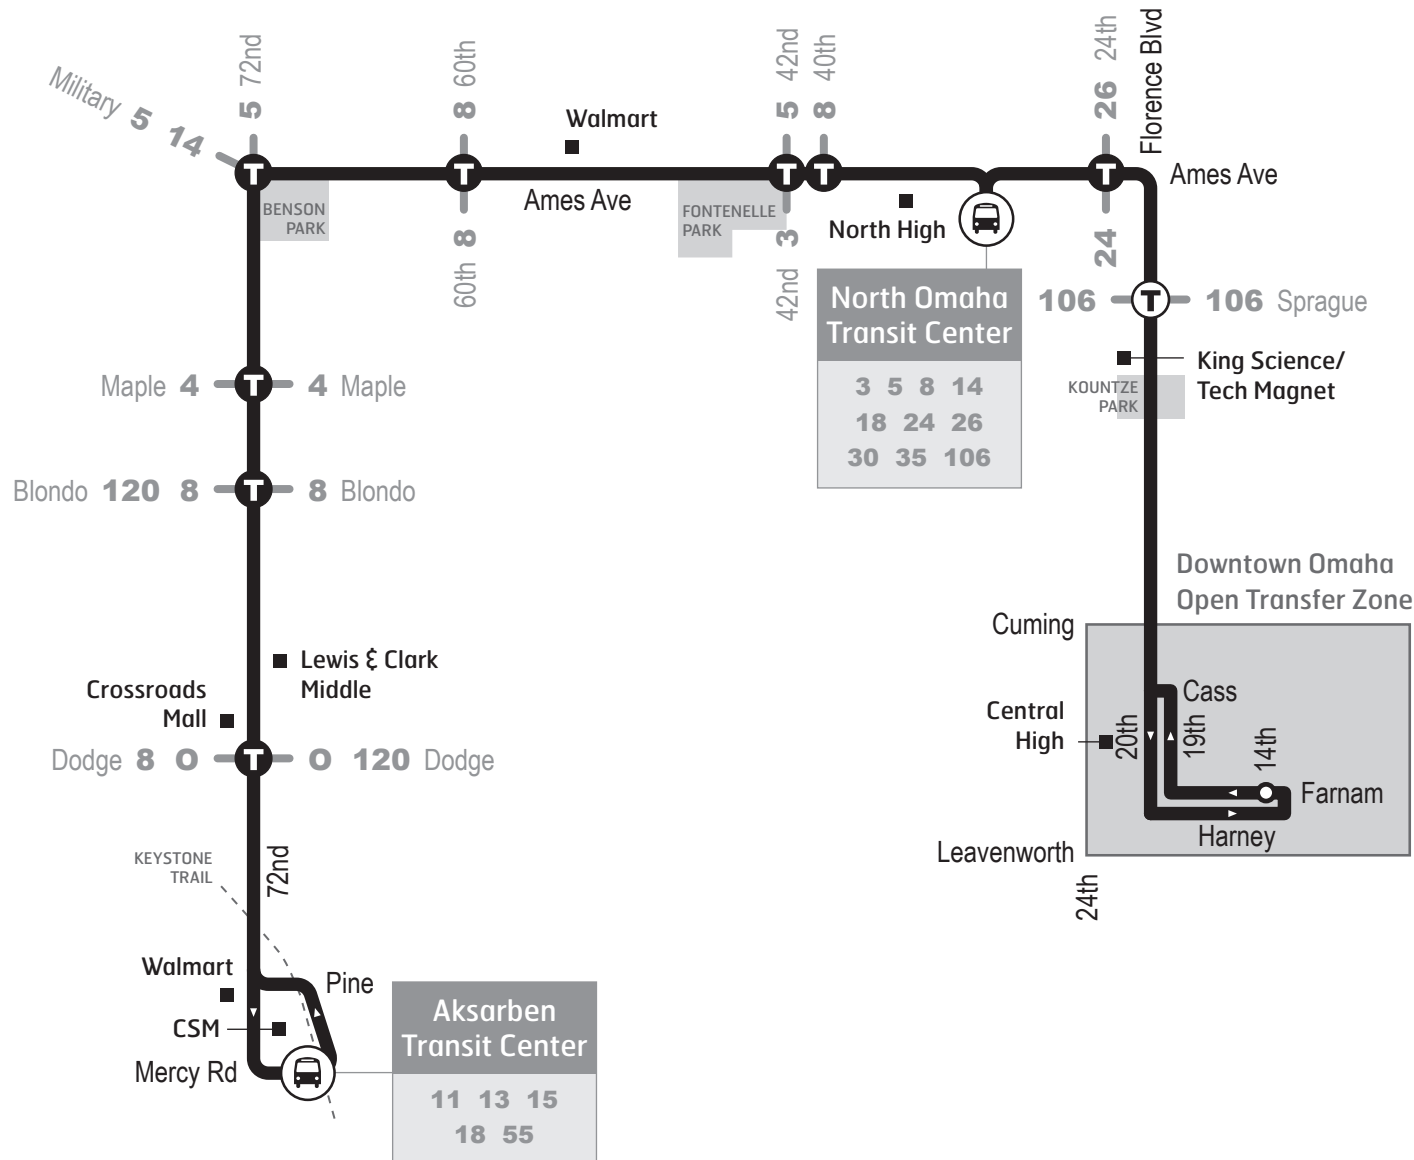 Military 5 14
5 72nd
8 60th
Walmart
5 42nd
8 40th
26 24th
Florence Blvd
Ames Ave
Ames Ave
BENSON
PARK
8 60th
FONTENELLE
PARK
3 42nd
North High
24
North Omaha
Transit Center
3 5 8 14
18 24 26
30 35 106
106
106 Sprague
King Science/
Tech Magnet
KOUNTZE
PARK
Maple 4
4 Maple
Blondo 120 8
8 Blondo
Downtown Omaha
Open Transfer Zone
Cuming
Lewis & Clark
Middle
Crossroads
Mall
Cass
Central
High
20th
19th
14th
Dodge 8 0
0 120 Dodge
Farnam
Harney
Leavenworth
24th
KEYSTONE
TRAIL
72nd
Walmart
Pine
CSM
Mercy Rd
Aksarben
Transit Center
11 13 15
18 55
T
T
T
T
T
T
T
T
T